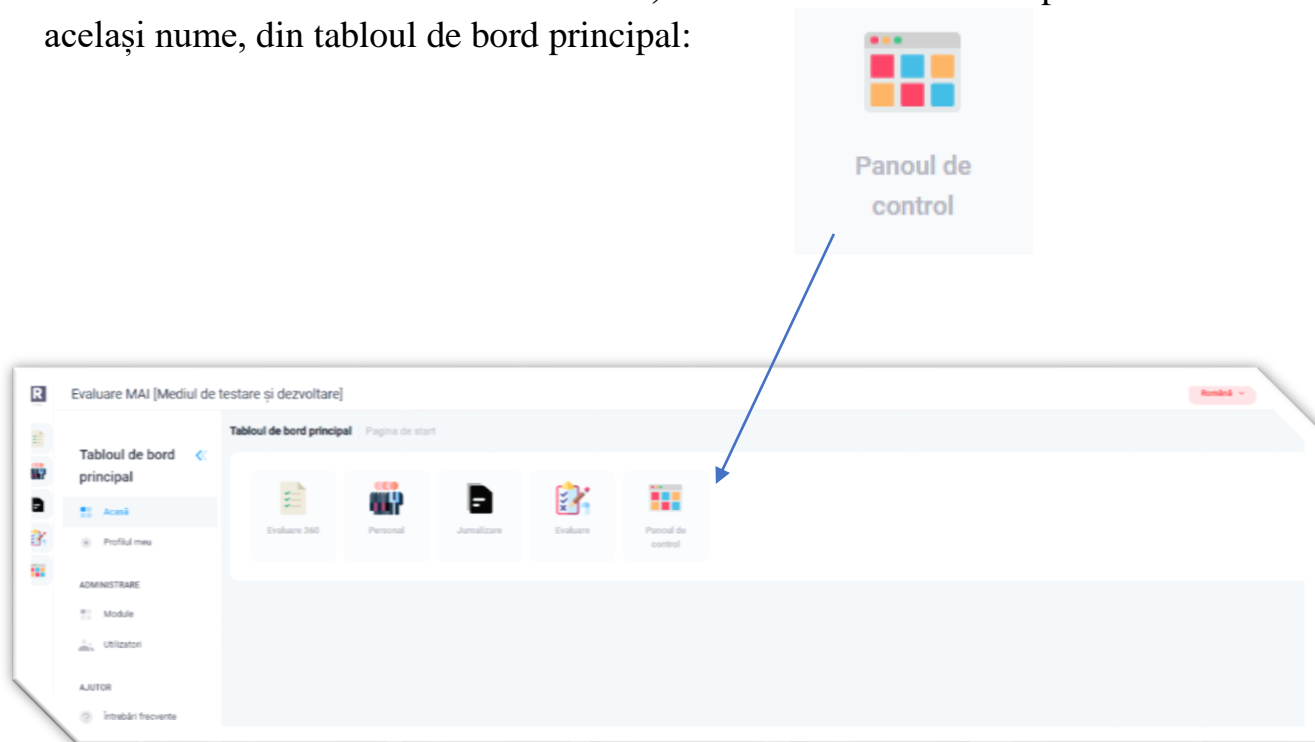 același nume, din tabloul de bord principal:
Panoul de
control
R
Evaluare MAI [Mediul de testare și dezvoltare]
Română
Tabloul de bord principal
Pagina de start
Tabloul de bord
principal
Acasă
Profilul meu
ADMINISTRARE
Module
Utilizatori
AJUTOR
Întrebări frecvente
Evaluare 360
Personal
Jurnalizare
Evaluare
Panoul de
control